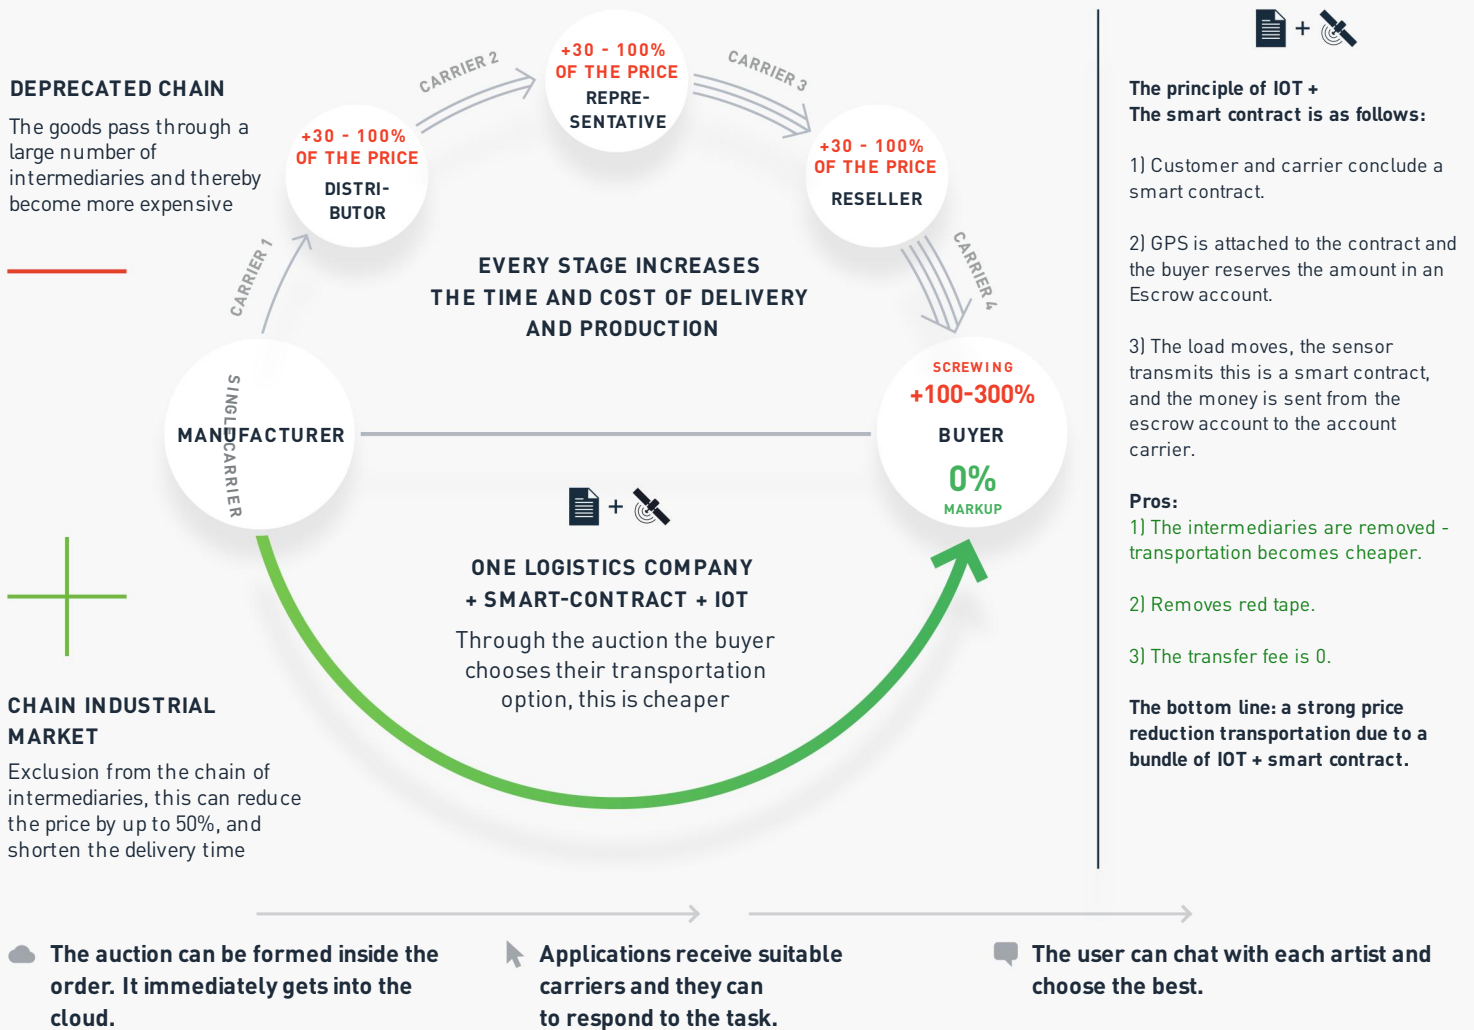 DEPRECATED CHAIN
The goods pass through a
large number of
intermediaries and thereby
become more expensive
CARRIER 1
+30 - 100%
OF THE PRICE
DISTRI-
BUTOR
CARRIER 2
+30 - 100%
OF THE PRICE
REPRE-
SENTATIVE
CARRIER 3
+30 - 100%
OF THE PRICE
RESELLER
CARRIER 4
EVERY STAGE INCREASES
THE TIME AND COST OF DELIVERY
AND PRODUCTION
MANUFACTURER
SINGLE CARRIER
SCREWING
+100-300%
BUYER
0%
MARKUP
+
ONE LOGISTICS COMPANY
+ SMART-CONTRACT + IOT
Through the auction the buyer
chooses their transportation
option, this is cheaper
CHAIN INDUSTRIAL
MARKET
Exclusion from the chain of
intermediaries, this can reduce
the price by up to 50%, and
shorten the delivery time
+
The principle of IOT +
The smart contract is as follows:
1) Customer and carrier conclude a
smart contract.
2) GPS is attached to the contract and
the buyer reserves the amount in an
Escrow account.
3) The load moves, the sensor
transmits this is a smart contract,
and the money is sent from the
escrow account to the account
carrier.
Pros:
1) The intermediaries are removed -
transportation becomes cheaper.
2) Removes red tape.
3) The transfer fee is 0.
The bottom line: a strong price
reduction transportation due to a
bundle of IOT + smart contract.
The auction can be formed inside the
order. It immediately gets into the
cloud.
Applications receive suitable
carriers and they can
to respond to the task.
The user can chat with each artist and
choose the best.